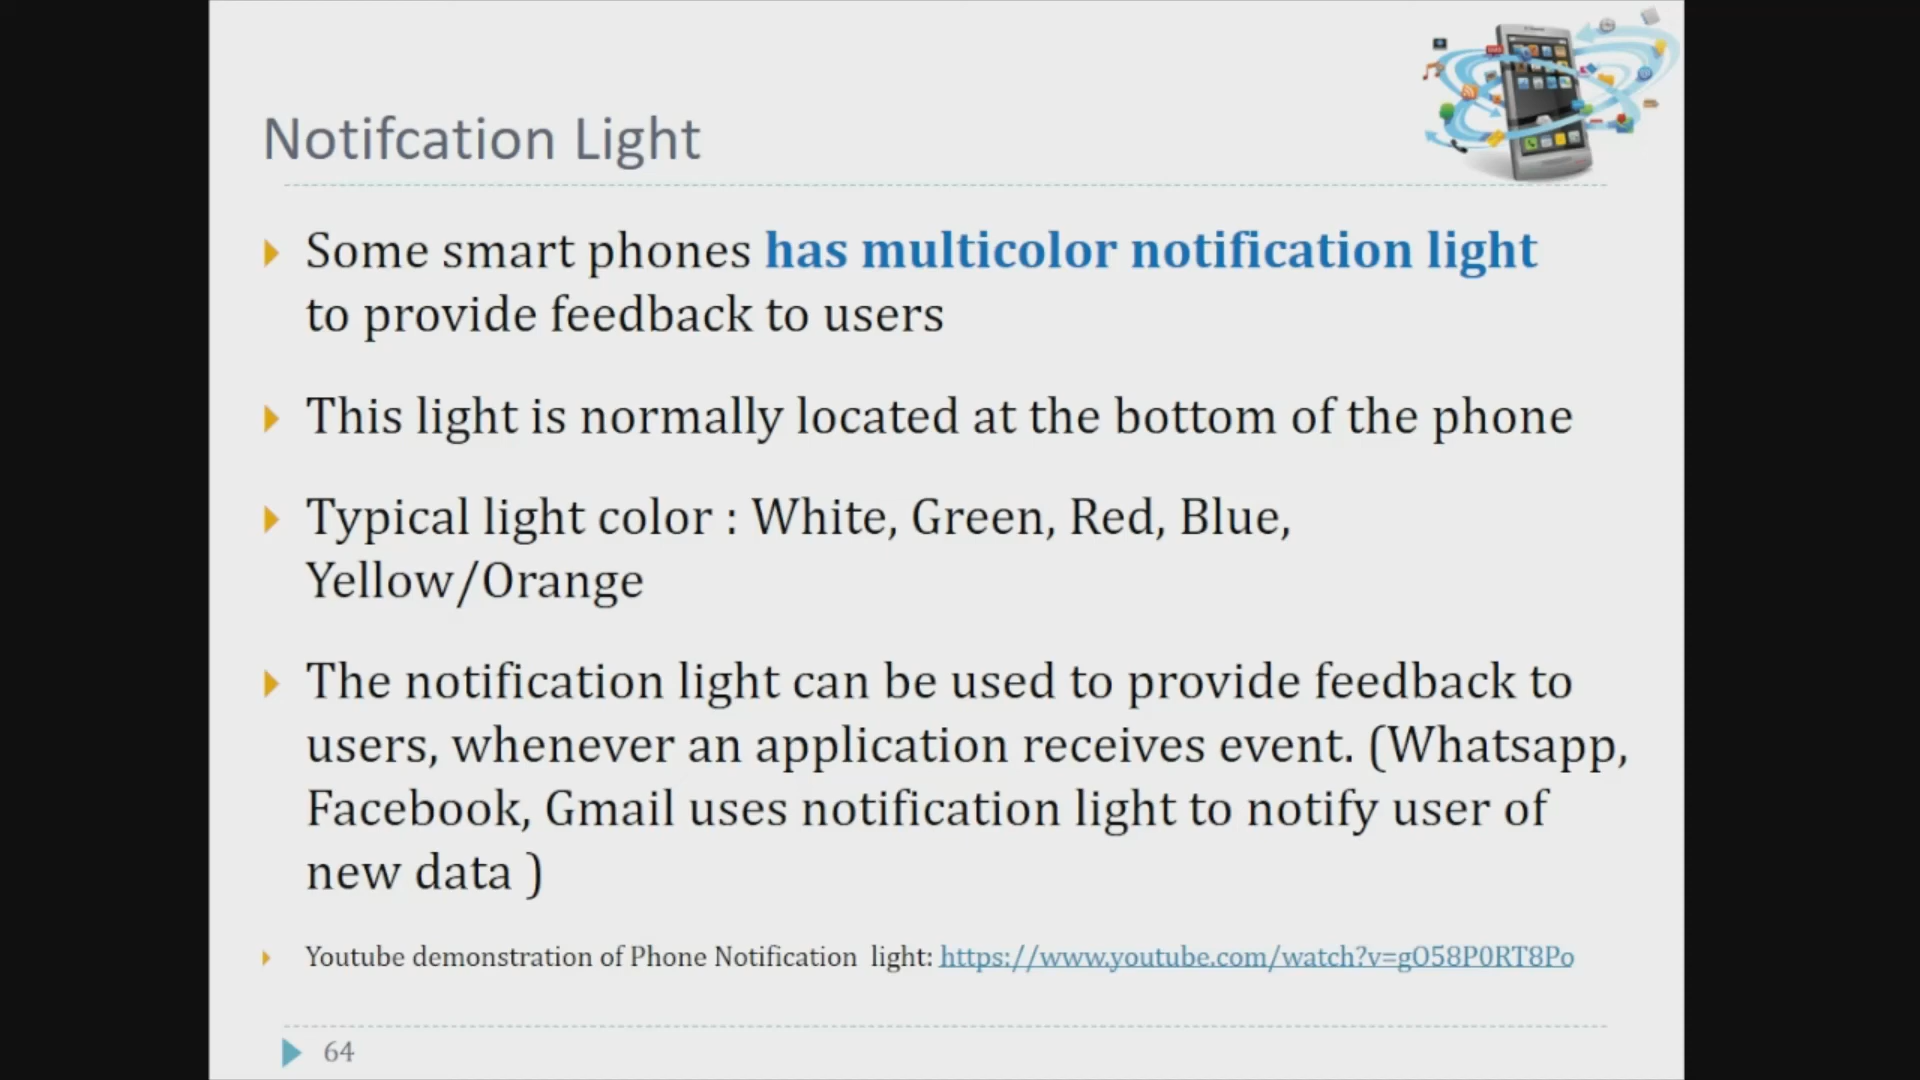 Notifcation Light
Some smart phones has multicolor notification light
to provide feedback to users
This light is normally located at the bottom of the phone
Typical light color : White, Green, Red, Blue,
Yellow/Orange
The notification light can be used to provide feedback to
users, whenever an application receives event. (Whatsapp,
Facebook, Gmail uses notification light to notify user of
new data )
Youtube demonstration of Phone Notification light: https://www.youtube.com/watch?v=gO58P0RT8Po
64